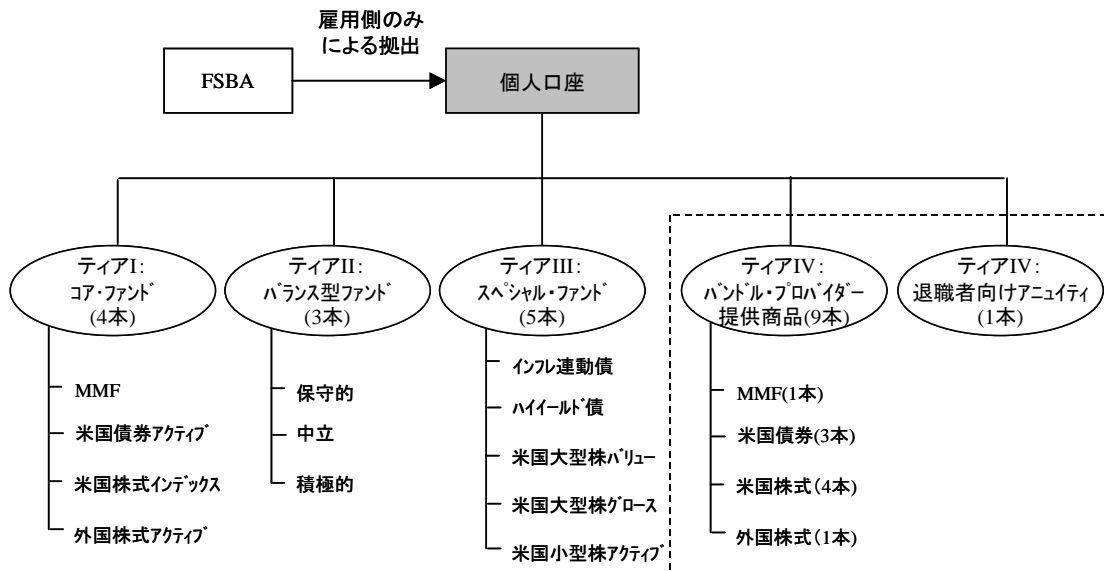 雇用側のみ
による拠出
FSBA
個人口座
ティアI:
コア・ファンド
(4本)
ティアII:
バランス型ファンド
(3本)
ティアIII:
スペシャル・ファンド
(5本)
ティアIV:
バンドル・プロバイダー
提供商品(9本)
ティアIV:
退職者向けアニュイティ
(1本)
MMF
米国債券アクティブ
米国株式インデックス
外国株式アクティブ
保守的
中立
積極的
インフレ連動債
ハイイールド債
米国大型株バリュー
米国大型株グロース
米国小型株アクティブ
MMF(1本)
米国債券(3本)
米国株式(4本)
外国株式(1本)